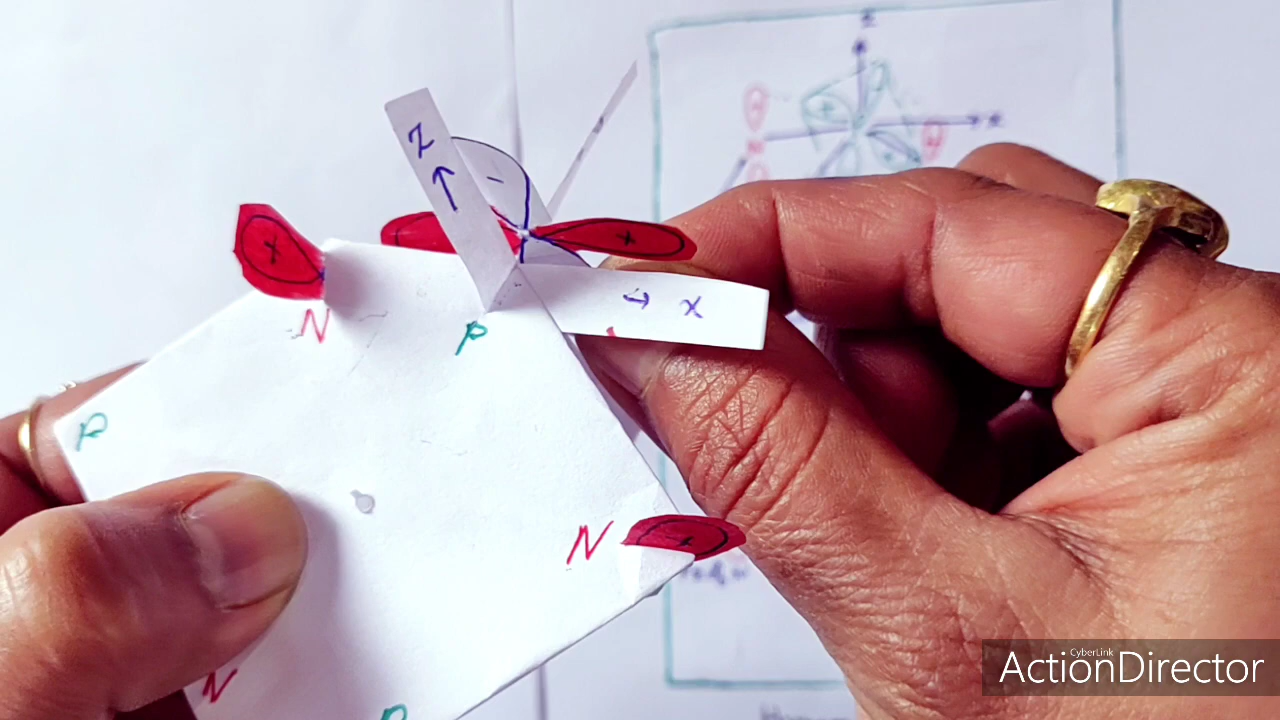 Z
↑
+
-
+
→ X
N
P
P
N
+
N
P
CyberLink
ActionDirector